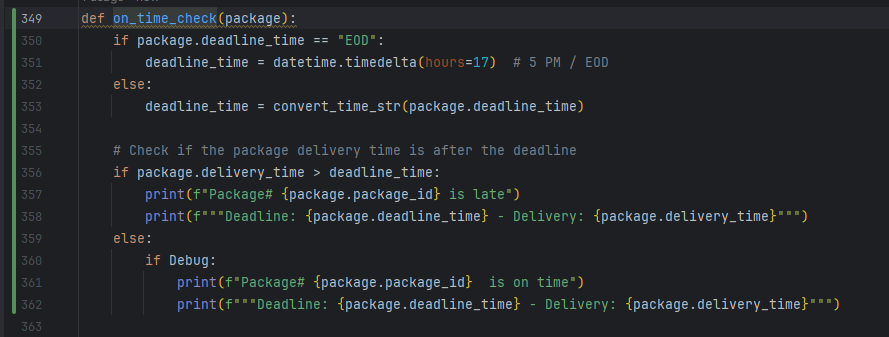 349 def on_time_check(package):
350 if package.deadline_time == "EOD":
351 deadline_time = datetime.timedelta(hours=17)  # 5 PM / EOD
352 else:
353 deadline_time = convert_time_str(package.deadline_time)
354
355 # Check if the package delivery time is after the deadline
356 if package.delivery_time > deadline_time:
357 print(f"Package# {package.package_id} is late")
358 print(f"""Deadline: {package.deadline_time} - Delivery: {package.delivery_time}""")
359 else:
360 if Debug:
361 print(f"Package# {package.package_id}  is on time")
362 print(f"""Deadline: {package.deadline_time} - Delivery: {package.delivery_time}""")
363